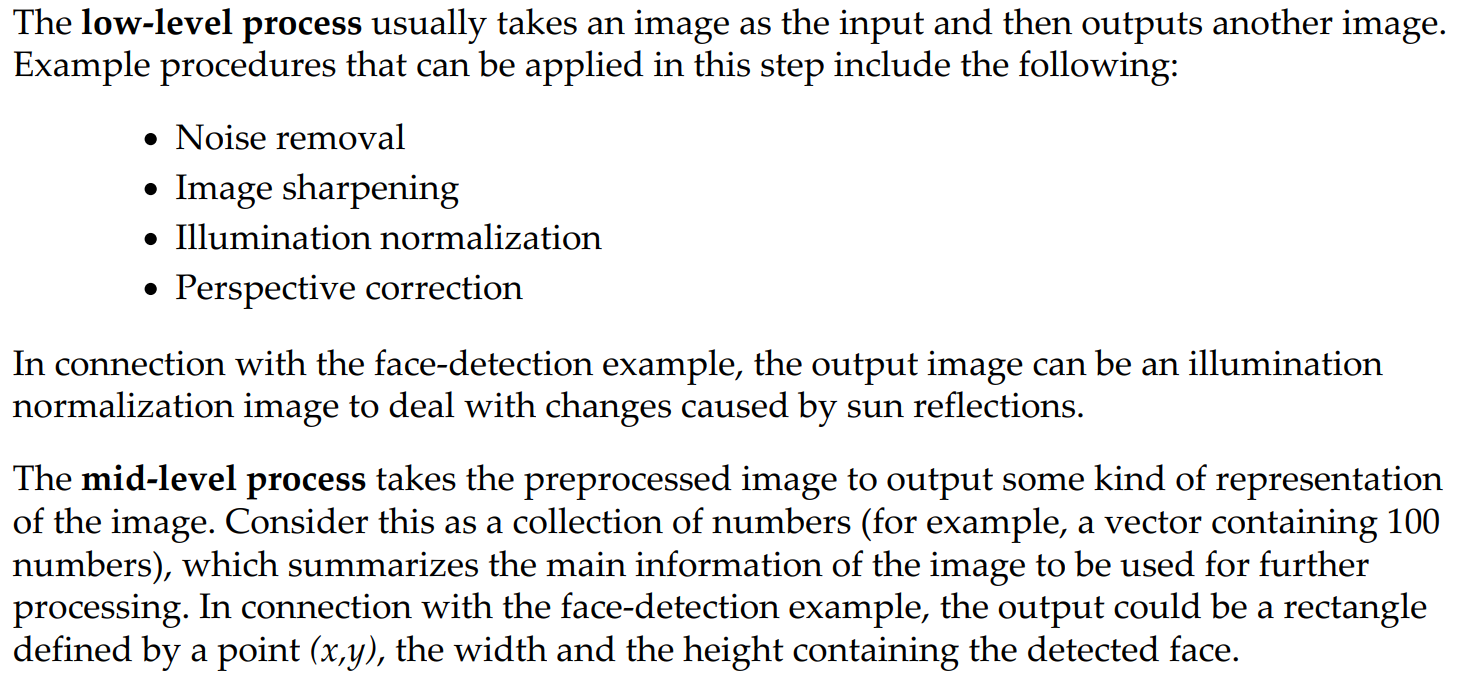 The low-level process usually takes an image as the input and then outputs another image.
Example procedures that can be applied in this step include the following:
• Noise removal
• Image sharpening
• Illumination normalization
• Perspective correction
In connection with the face-detection example, the output image can be an illumination
normalization image to deal with changes caused by sun reflections.
The mid-level process takes the preprocessed image to output some kind of representation
of the image. Consider this as a collection of numbers (for example, a vector containing 100
numbers), which summarizes the main information of the image to be used for further
processing. In connection with the face-detection example, the output could be a rectangle
defined by a point (x,y), the width and the height containing the detected face.